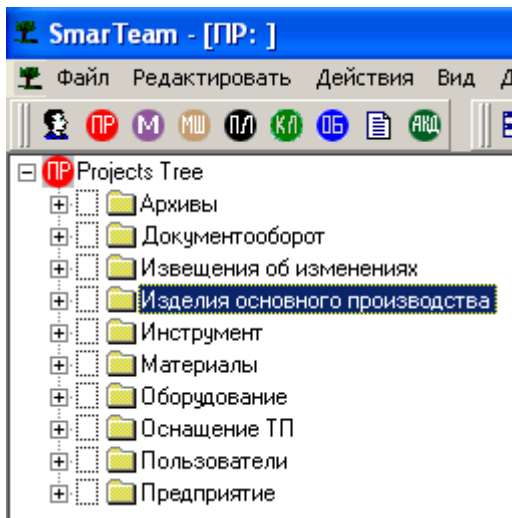 SmarTeam - [ПР: ]
Файл Редактировать Действия Вид Д
ПР М МШ ПЛ КЛ ОБ АКД
ПР Projects Tree
Архивы
Документооборот
Извещения об изменениях
Изделия основного производства
Инструмент
Материалы
Оборудование
Оснащение ТП
Пользователи
Предприятие